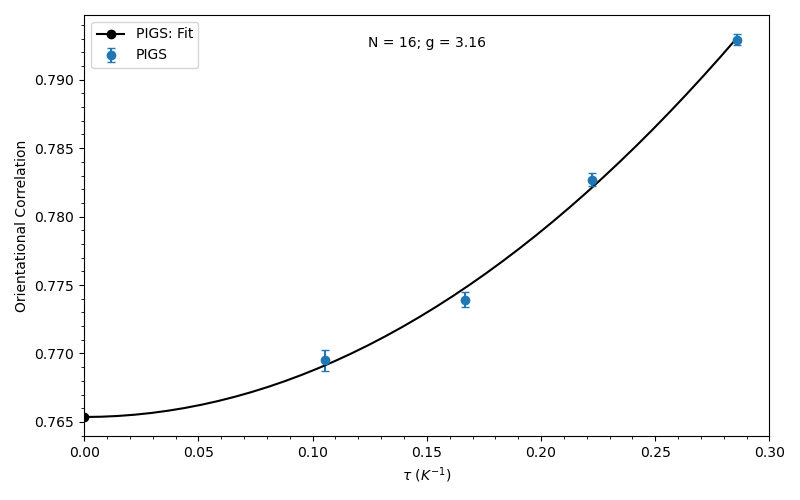 PIGS: Fit
PIGS
N = 16; g = 3.16
Orientational Correlation
0.790
0.785
0.780
0.775
0.770
0.765
0.00 0.05 0.10 0.15 0.20 0.25 0.30
τ (K⁻¹)